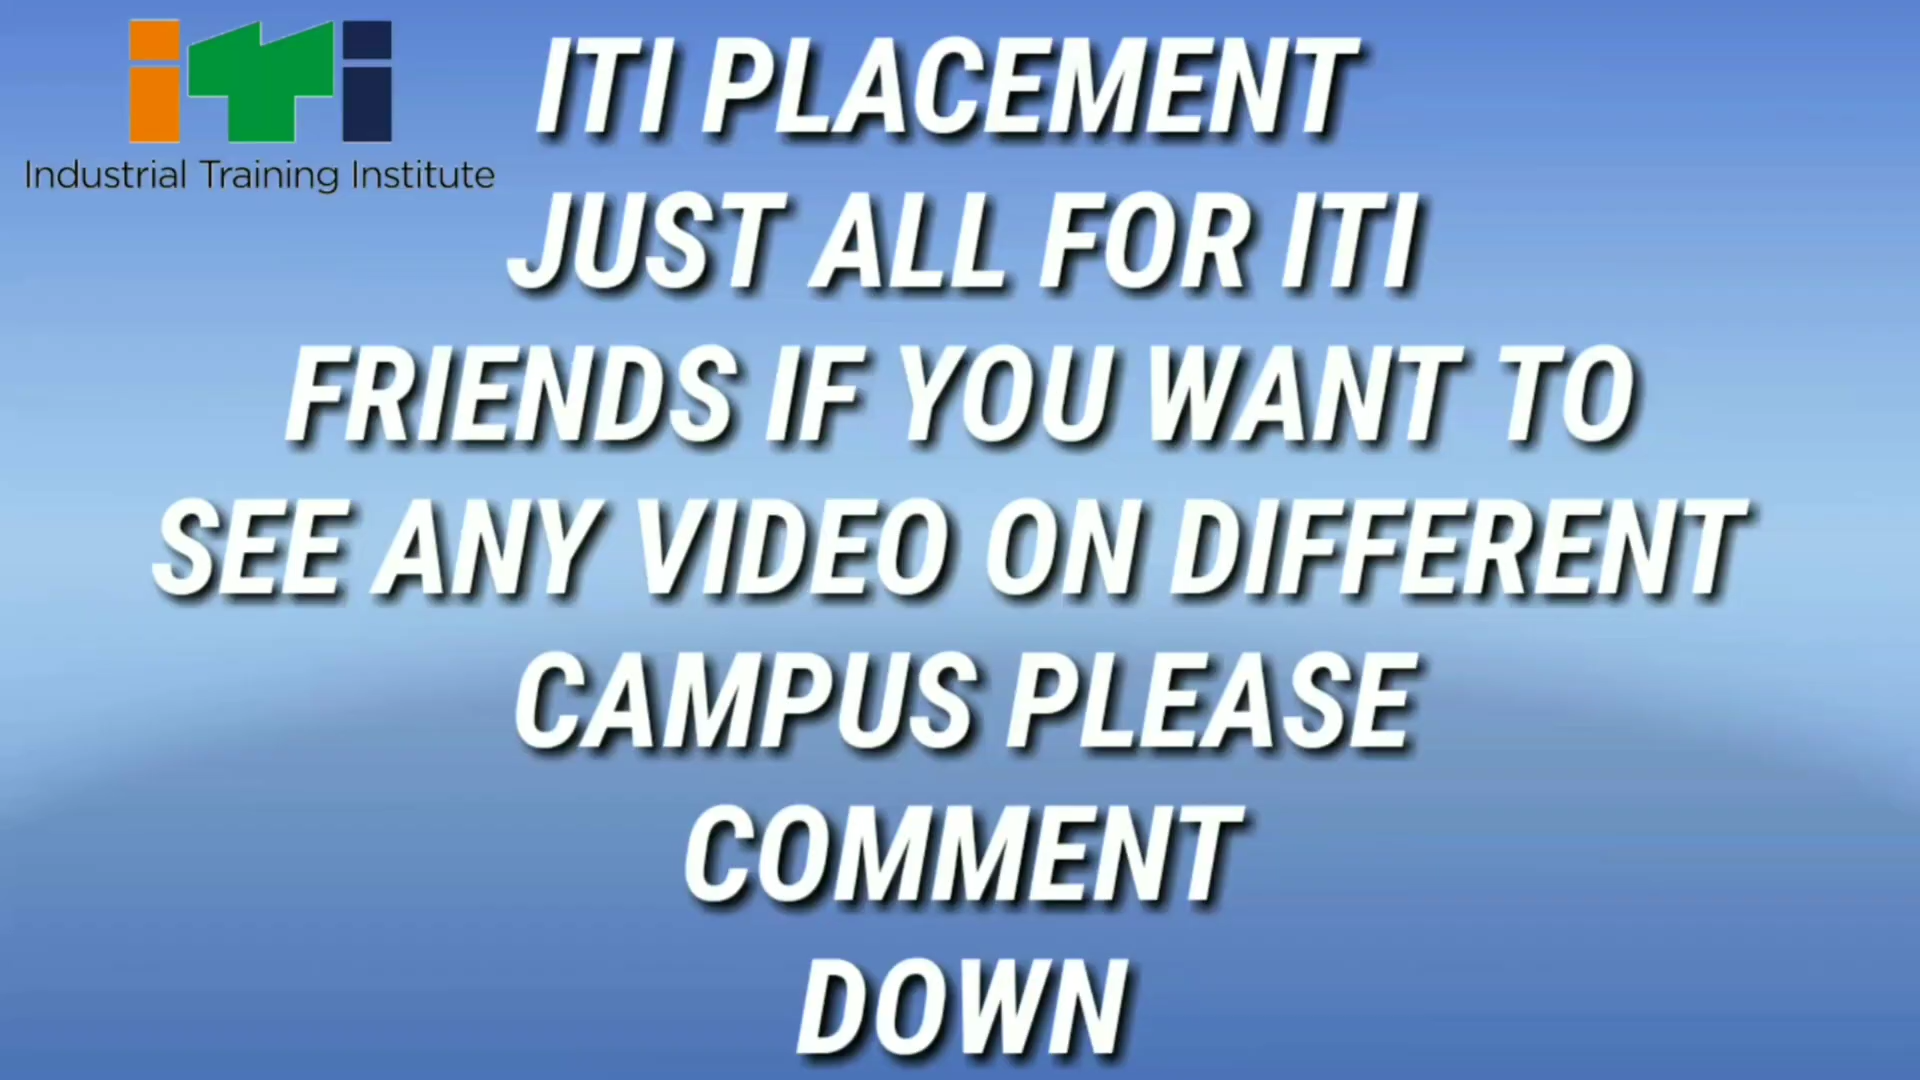 iTi
Industrial Training Institute
ITI PLACEMENT
JUST ALL FOR ITI
FRIENDS IF YOU WANT TO
SEE ANY VIDEO ON DIFFERENT
CAMPUS PLEASE
COMMENT
DOWN